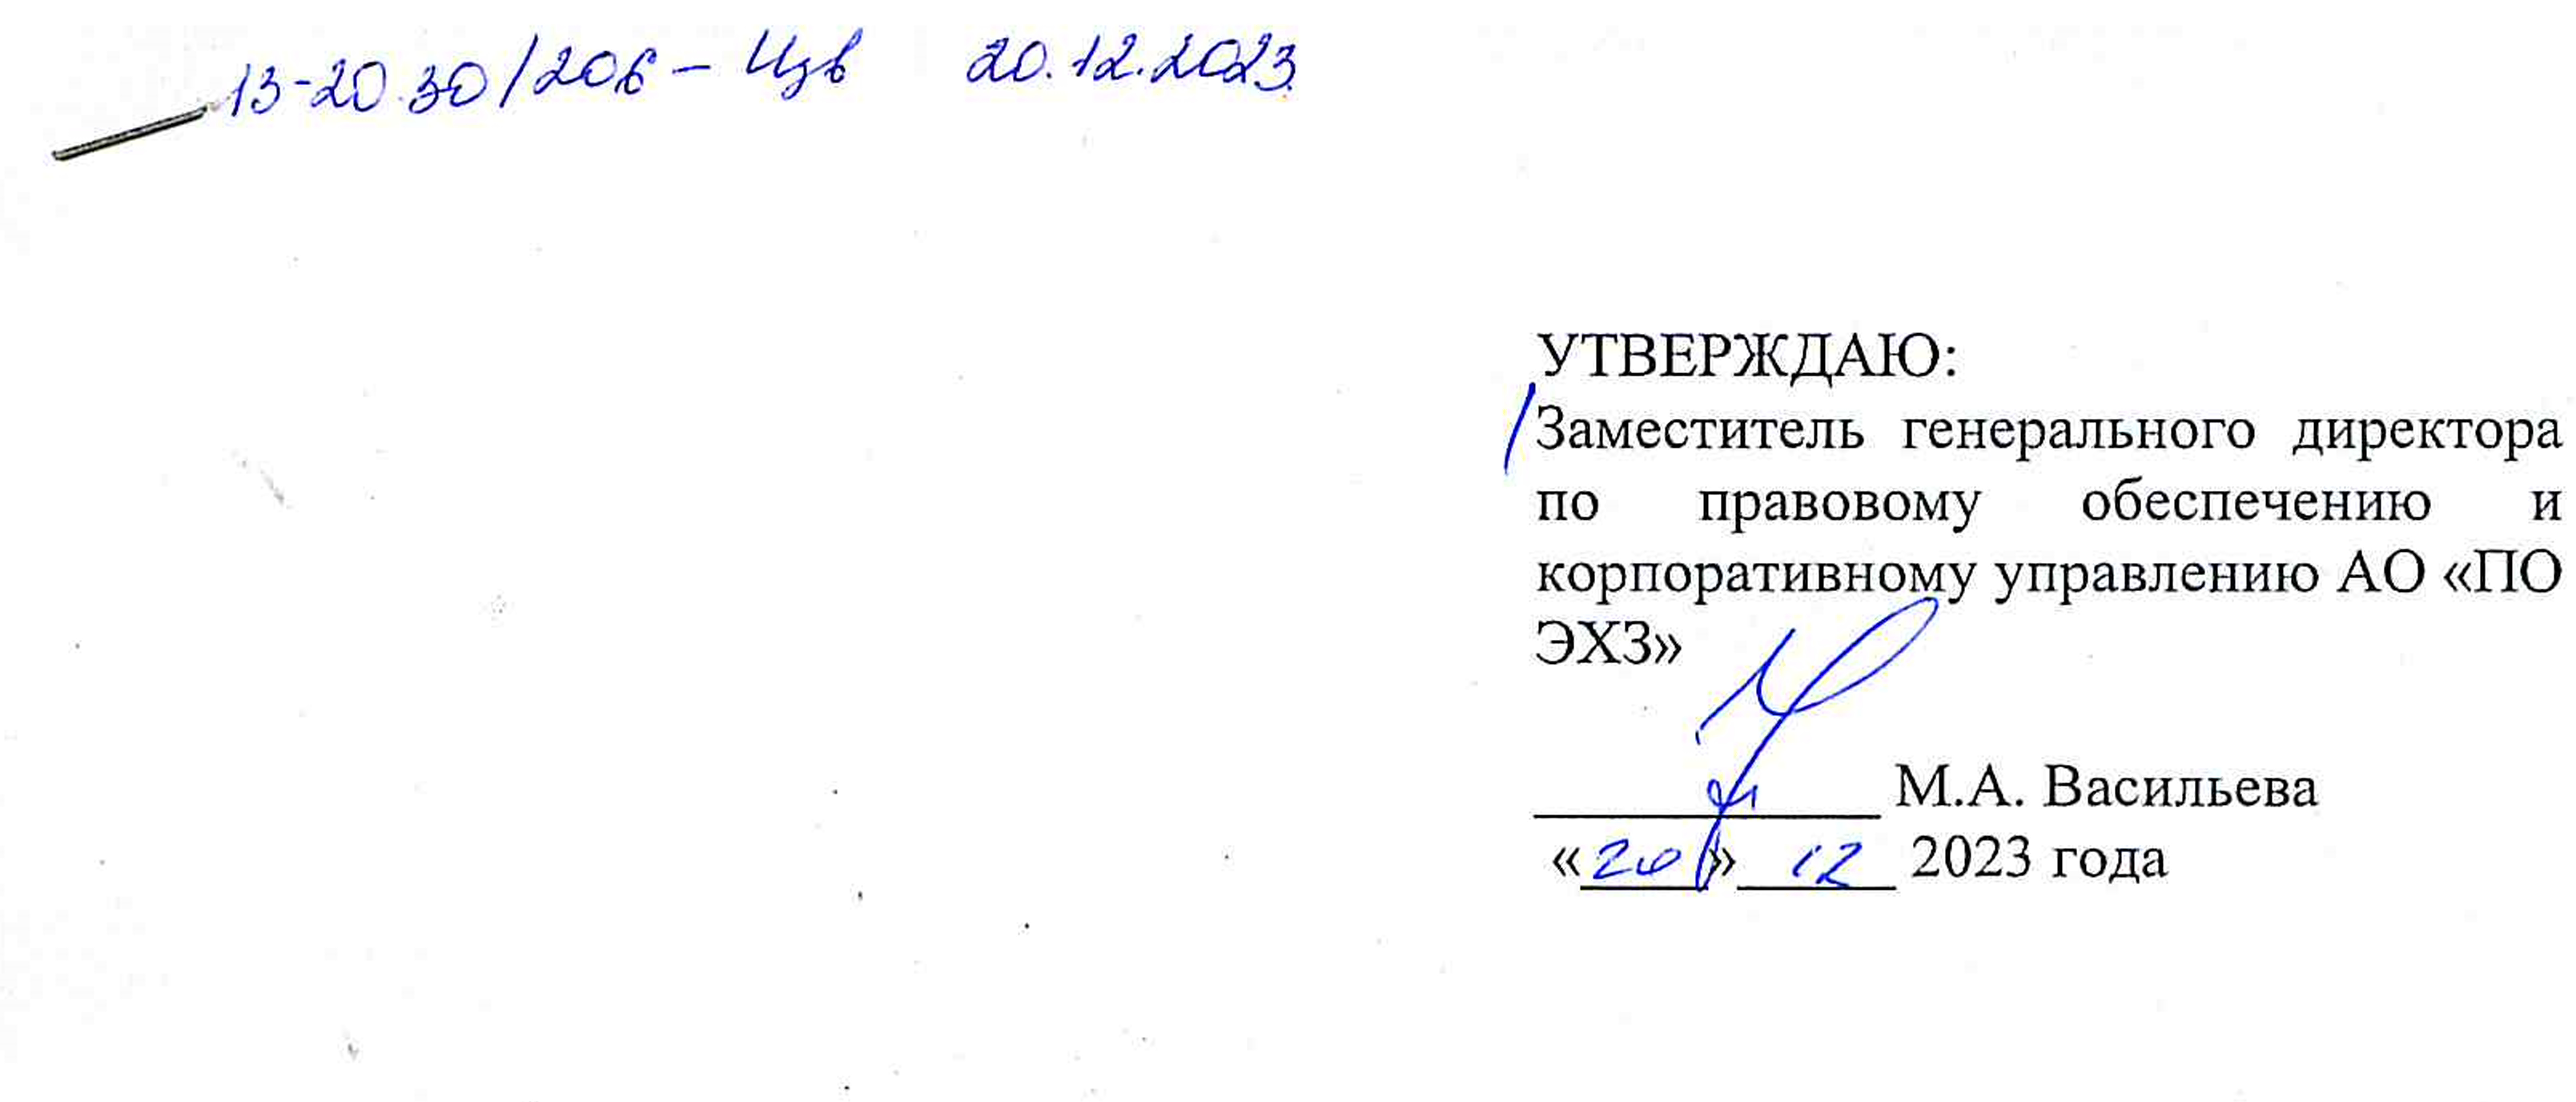 13-20.30/206-Изв 20.12.2023
УТВЕРЖДАЮ:
Заместитель генерального директора
по правовому обеспечению и
корпоративному управлению АО «ПО
ЭХЗ»
М.А. Васильева
«20» 12 2023 года